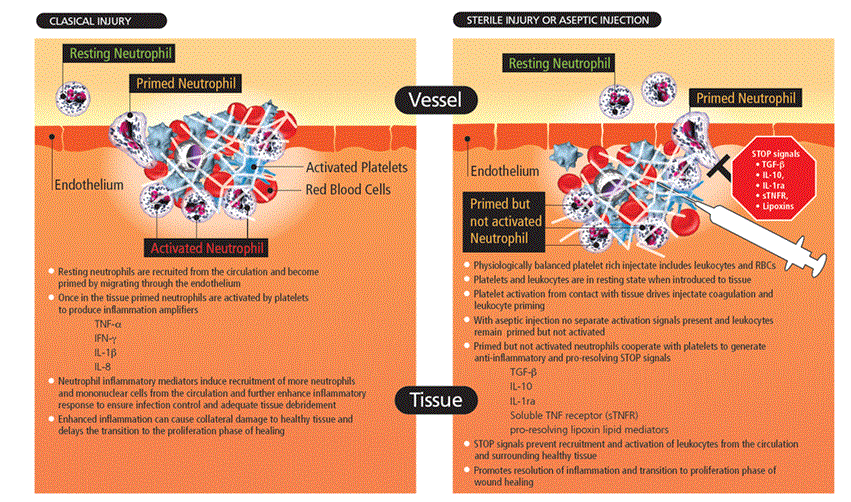 CLASICAL INJURY
Resting Neutrophil
Primed Neutrophil
Endothelium
Activated Platelets
Red Blood Cells
Activated Neutrophil
• Resting neutrophils are recruited from the circulation and become
primed by migrating through the endothelium
• Once in the tissue primed neutrophils are activated by platelets
to produce inflammation amplifiers
TNF-α
IFN-γ
IL-1β
IL-8
• Neutrophil inflammatory mediators induce recruitment of more neutrophils
and mononuclear cells from the circulation and further enhance inflammatory
response to ensure infection control and adequate tissue debridement
• Enhanced inflammation can cause collateral damage to healthy tissue and
delays the transition to the proliferation phase of healing
Vessel
Tissue
STERILE INJURY OR ASEPTIC INJECTION
Resting Neutrophil
Primed Neutrophil
Endothelium
STOP signals
• TGF-β
• IL-10,
• IL-1ra
• sTNFR,
• Lipoxins
Primed but
not activated
Neutrophil
• Physiologically balanced platelet rich injectate includes leukocytes and RBCs
• Platelets and leukocytes are in resting state when introduced to tissue
• Platelet activation from contact with tissue drives injectate coagulation and
leukocyte priming
• With aseptic injection no separate activation signals present and leukocytes
remain primed but not activated
• Primed but not activated neutrophils cooperate with platelets to generate
anti-inflammatory and pro-resolving STOP signals
TGF-β
IL-10
IL-1ra
Soluble TNF receptor (sTNFR)
pro-resolving lipoxin lipid mediators
• STOP signals prevent recruitment and activation of leukocytes from the circulation
and surrounding healthy tissue
• Promotes resolution of inflammation and transition to proliferation phase of
wound healing